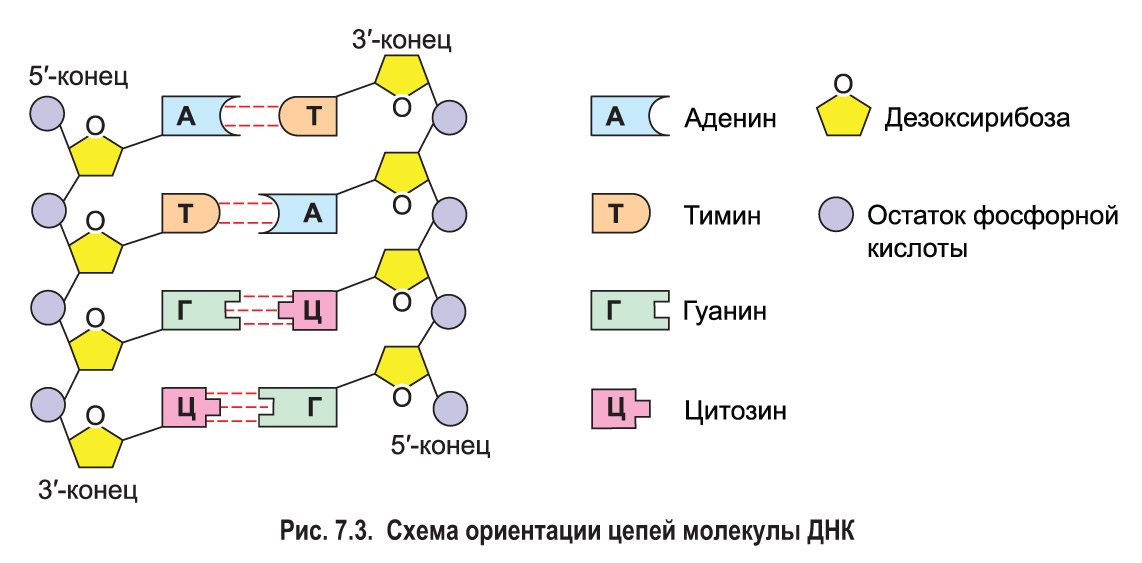 3′-конец
5′-конец
О
А Т
О
Т А
О
О
Г Ц
О
О
Ц Г
О
О
О
5′-конец
3′-конец
А Аденин
О
Дезоксирибоза
Т Тимин
Остаток фосфорной
кислоты
Г Гуанин
Ц Цитозин
Рис. 7.3. Схема ориентации цепей молекулы ДНК